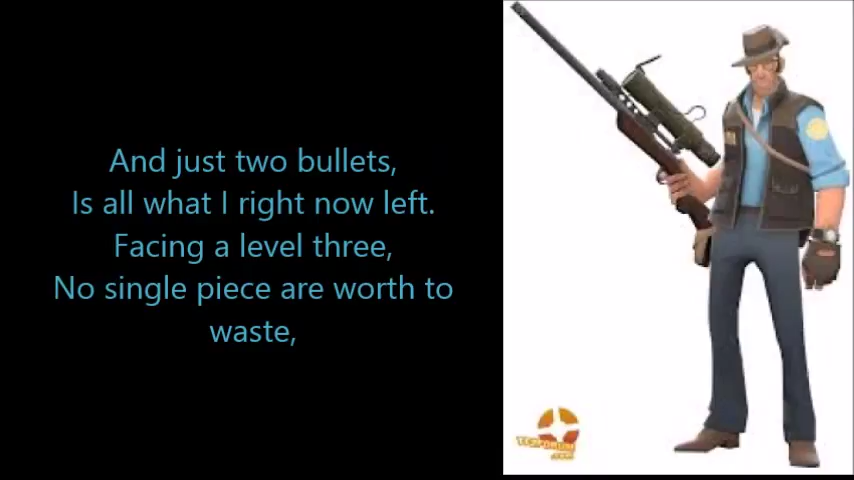 And just two bullets,
Is all what I right now left.
Facing a level three,
No single piece are worth to
waste,